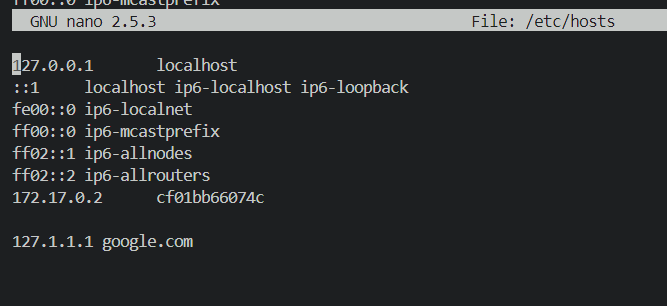 ff00::0 ip6-mcastprefix
GNU nano 2.5.3 File: /etc/hosts
127.0.0.1 localhost
::1 localhost ip6-localhost ip6-loopback
fe00::0 ip6-localnet
ff00::0 ip6-mcastprefix
ff02::1 ip6-allnodes
ff02::2 ip6-allrouters
172.17.0.2 cf01bb66074c
127.1.1.1 google.com